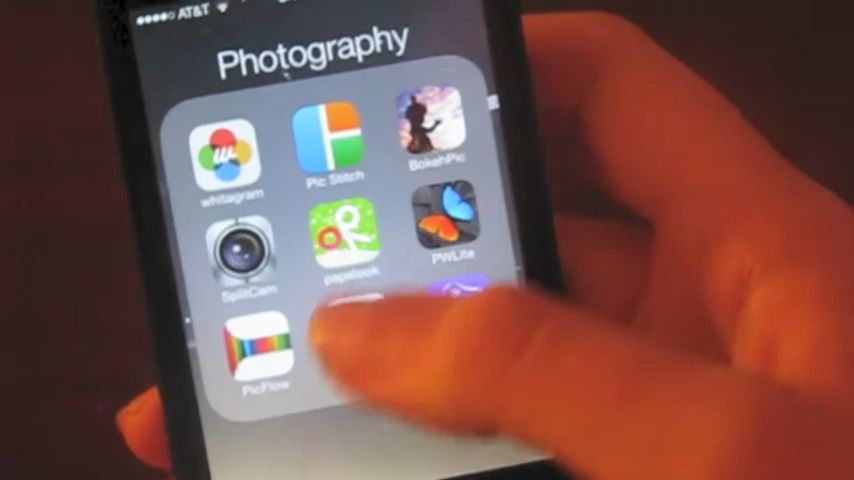 AT&T
Photography
whitagram
Pic Stitch
BokehPic
SplitCam
papelook
PWLite
PicFlow